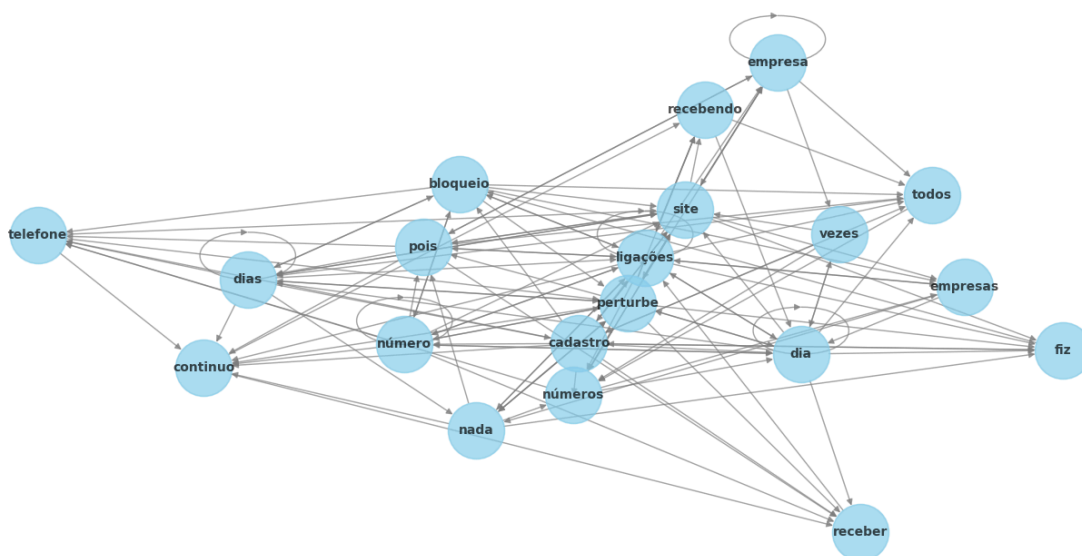 empresa
recebendo
bloqueio
todos
site
vezes
telefone
pois
ligações
dias
empresas
perturbe
número
cadastro
fiz
dia
continuo
números
nada
receber